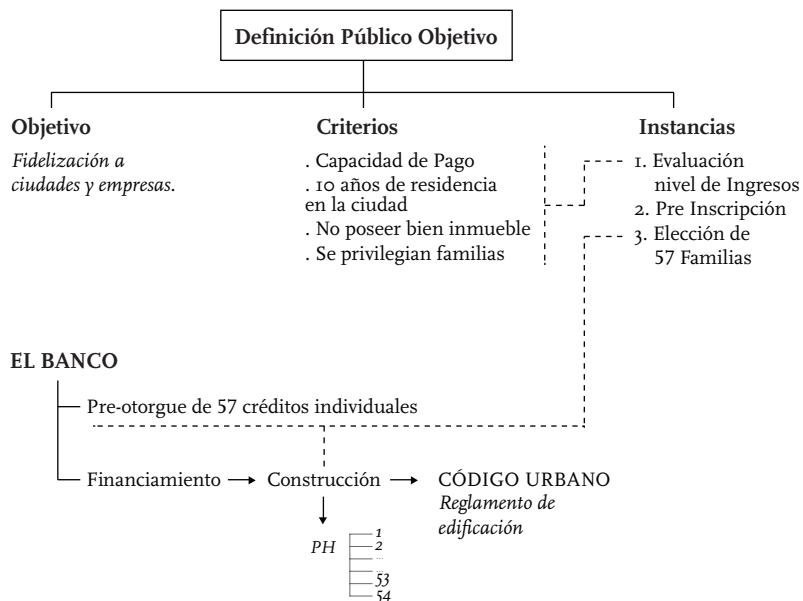 Definición Público Objetivo
Objetivo
Fidelización a
ciudades y empresas.
Criterios
. Capacidad de Pago
. 10 años de residencia
en la ciudad
. No poseer bien inmueble
. Se privilegian familias
Instancias
1. Evaluación
nivel de Ingresos
2. Pre Inscripción
3. Elección de
57 Familias
EL BANCO
Pre-otorgue de 57 créditos individuales
Financiamiento
Construcción
CÓDIGO URBANO
Reglamento de
edificación
PH
1
2
...
...
53
54